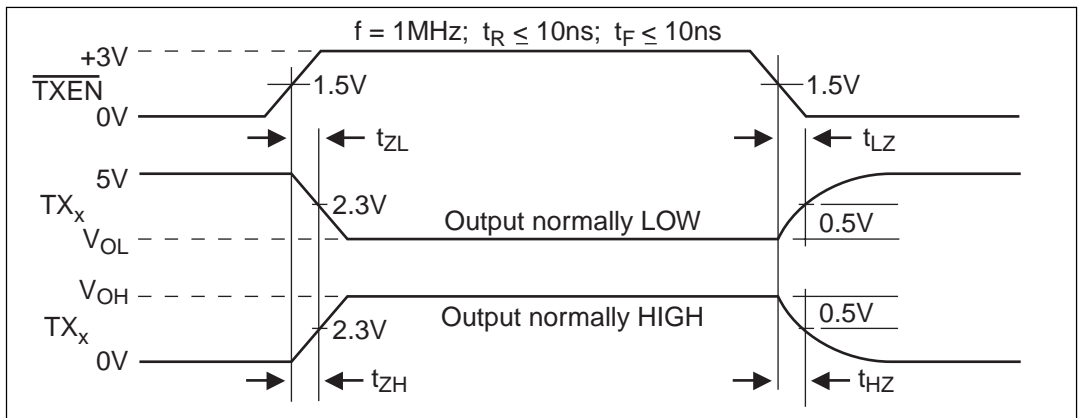 f = 1MHz; tR ≤ 10ns; tF ≤ 10ns
+3V
TXEN
1.5V
1.5V
0V
tZL
tLZ
5V
TXx
2.3V
Output normally LOW
0.5V
VOL
VOH
0.5V
TXx
2.3V
Output normally HIGH
0V
tZH
tHZ